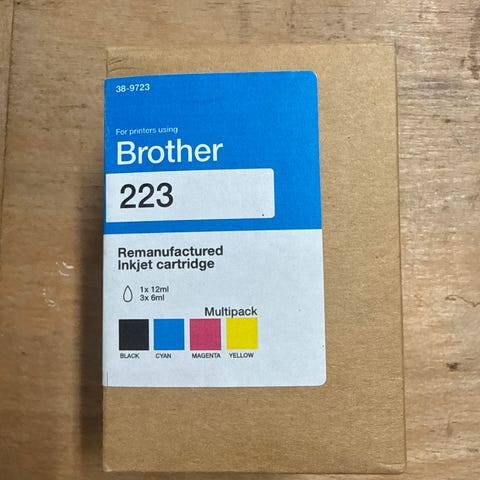 38-9723
For printers using
Brother
223
Remanufactured
Inkjet cartridge
1x 12ml
3x 6ml
Multipack
BLACK CYAN MAGENTA YELLOW